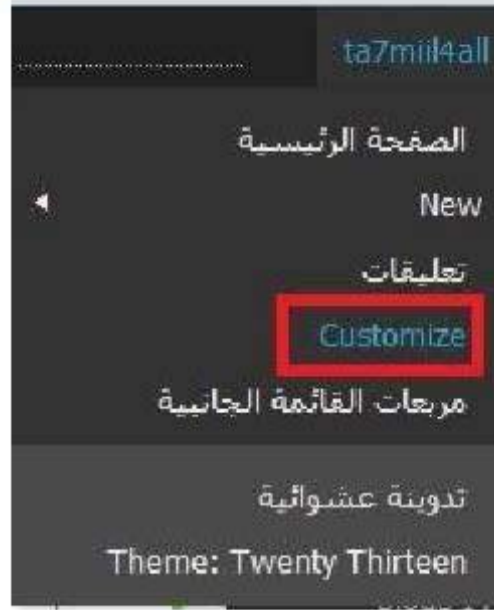 ta7miil4all
الصفحة الرئيسية
New
تعليقات
Customize
مربعات القائمة الجانبية
تدوينة عشوائية
Theme: Twenty Thirteen